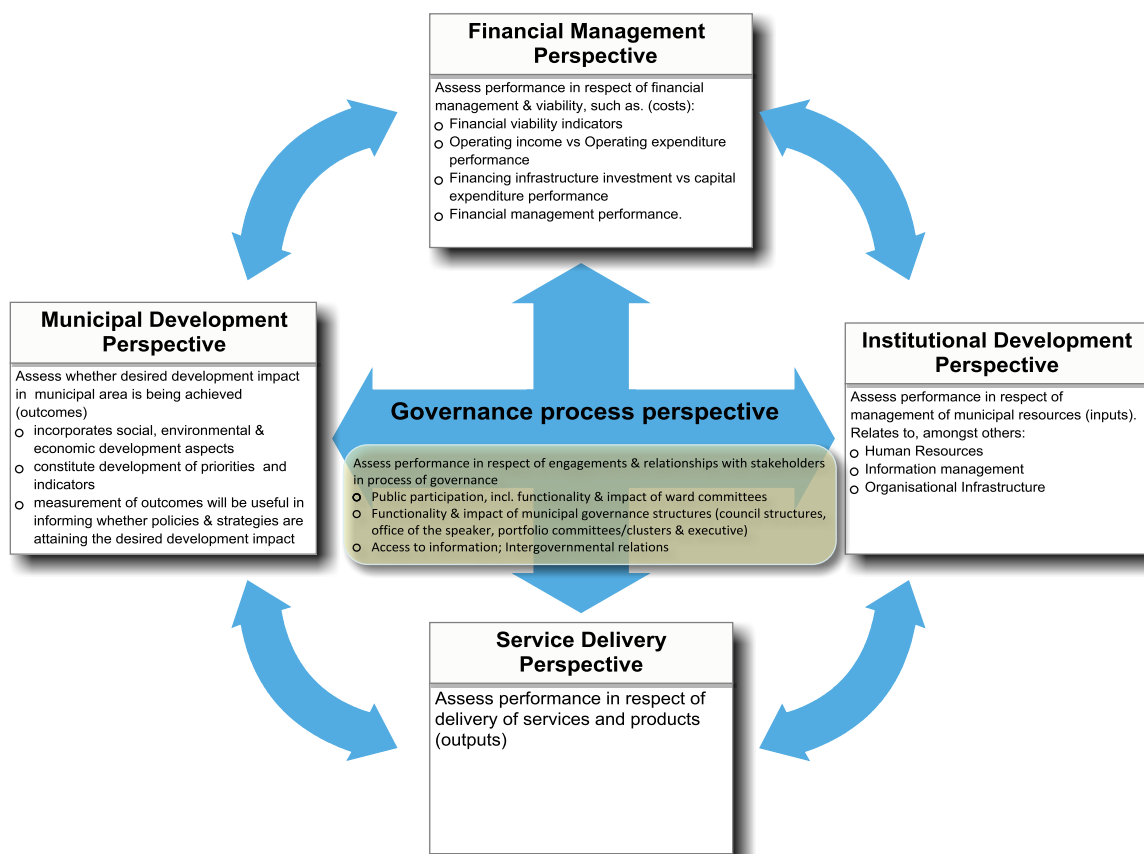 Financial Management
Perspective
Assess performance in respect of financial
management & viability, such as. (costs):
Financial viability indicators
Operating income vs Operating expenditure
performance
Financing infrastructure investment vs capital
expenditure performance
Financial management performance.
Municipal Development
Perspective
Assess whether desired development impact
in municipal area is being achieved
(outcomes)
incorporates social, environmental &
economic development aspects
constitute development of priorities and
indicators
measurement of outcomes will be useful in
informing whether policies & strategies are
attaining the desired development impact
Governance process perspective
Assess performance in respect of engagements & relationships with stakeholders
in process of governance
Public participation, incl. functionality & impact of ward committees
Functionality & impact of municipal governance structures (council structures,
office of the speaker, portfolio committees/clusters & executive)
Access to information; Intergovernmental relations
Institutional Development
Perspective
Assess performance in respect of
management of municipal resources (inputs).
Relates to, amongst others:
Human Resources
Information management
Organisational Infrastructure
Service Delivery
Perspective
Assess performance in respect of
delivery of services and products
(outputs)